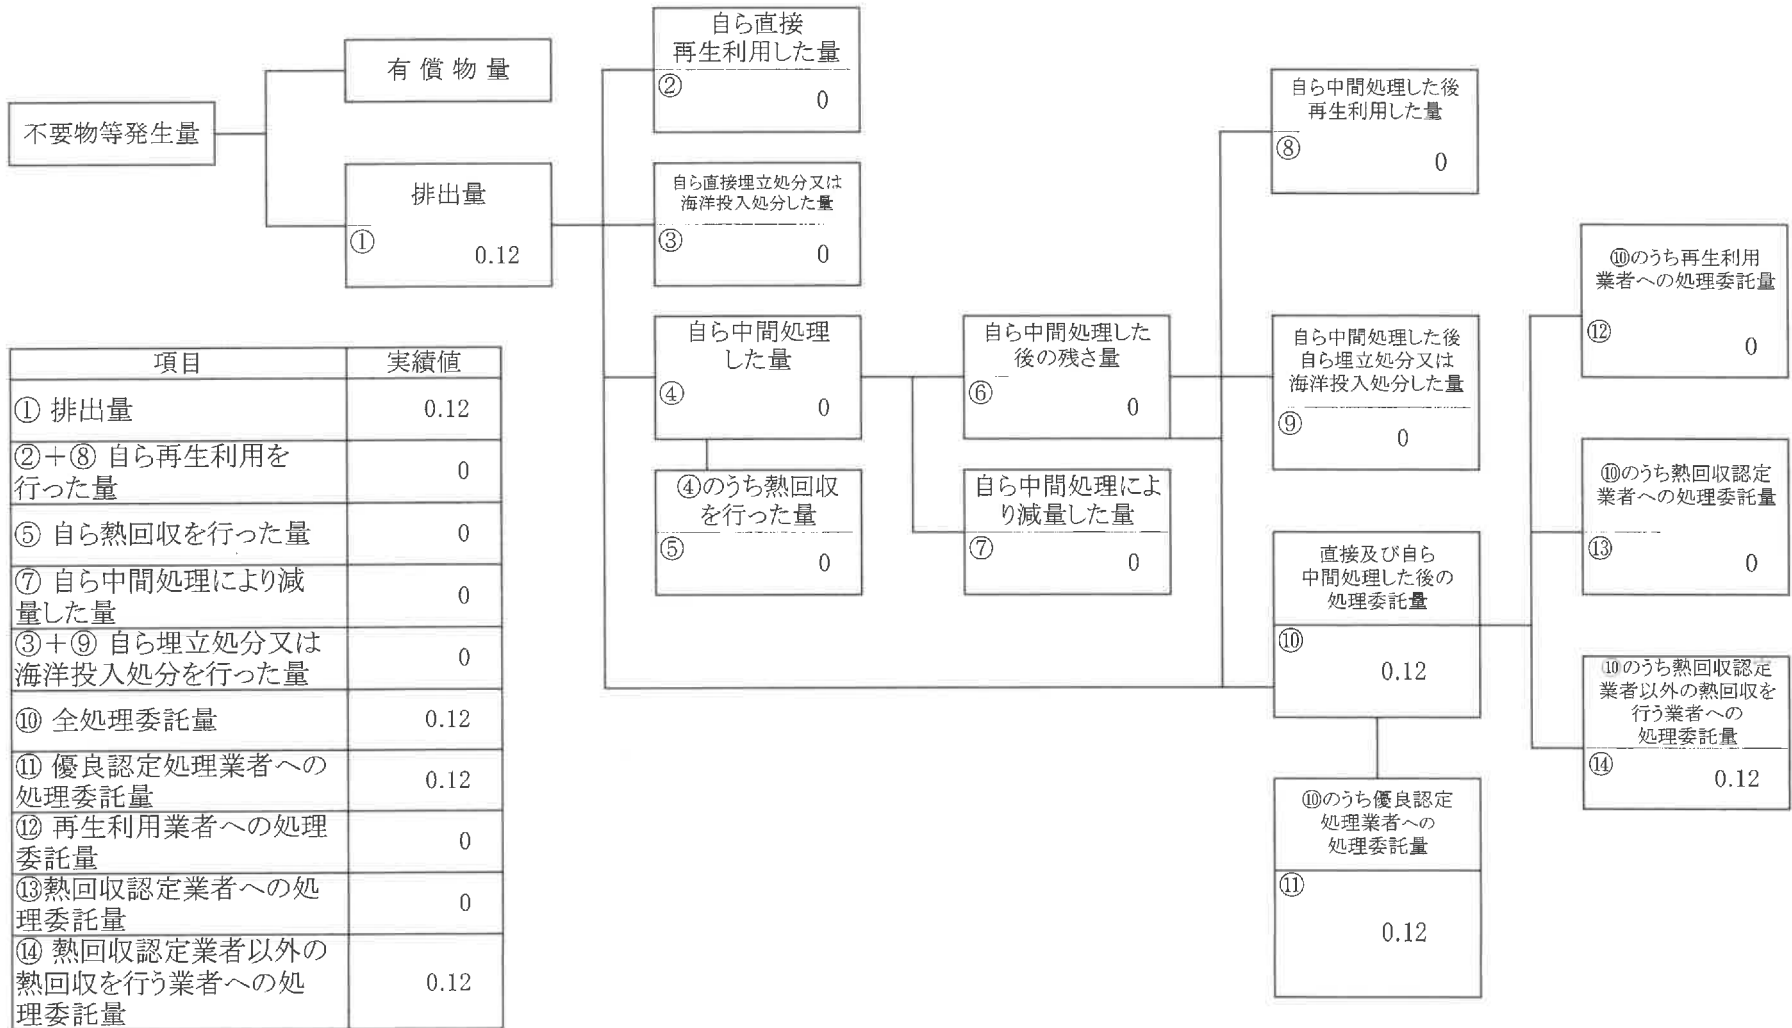 不要物等発生量
有償物量
排出量
①
0.12
自ら直接
再生利用した量
②
0
自ら直接埋立処分又は
海洋投入処分した量
③
0
自ら中間処理
した量
④
0
④のうち熱回収
を行った量
⑤
0
自ら中間処理した
後の残さ量
⑥
0
自ら中間処理によ
り減量した量
⑦
0
自ら中間処理した後
再生利用した量
⑧
0
自ら中間処理した後
自ら埋立処分又は
海洋投入処分した量
⑨
0
直接及び自ら
中間処理した後の
処理委託量
⑩
0.12
⑩のうち優良認定
処理業者への
処理委託量
⑪
0.12
⑩のうち再生利用
業者への処理委託量
⑫
0
⑩のうち熱回収認定
業者への処理委託量
⑬
0
⑩のうち熱回収認定
業者以外の熱回収を
行う業者への
処理委託量
⑭
0.12
項目 実績値
① 排出量 0.12
②＋⑧ 自ら再生利用を
行った量 0
⑤ 自ら熱回収を行った量 0
⑦ 自ら中間処理により減
量した量 0
③＋⑨ 自ら埋立処分又は
海洋投入処分を行った量 0
⑩ 全処理委託量 0.12
⑪ 優良認定処理業者への
処理委託量 0.12
⑫ 再生利用業者への処理
委託量 0
⑬熱回収認定業者への処
理委託量 0
⑭ 熱回収認定業者以外の
熱回収を行う業者への処
理委託量 0.12